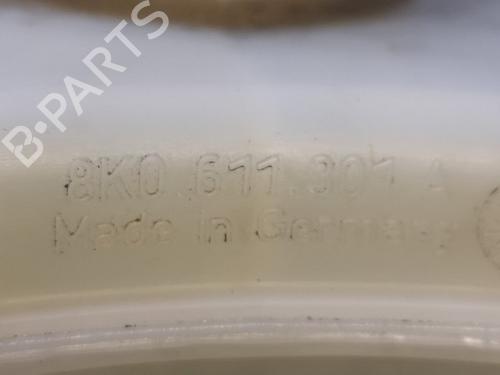 B-PARTS
8K0.611.301 A
Made in Germany